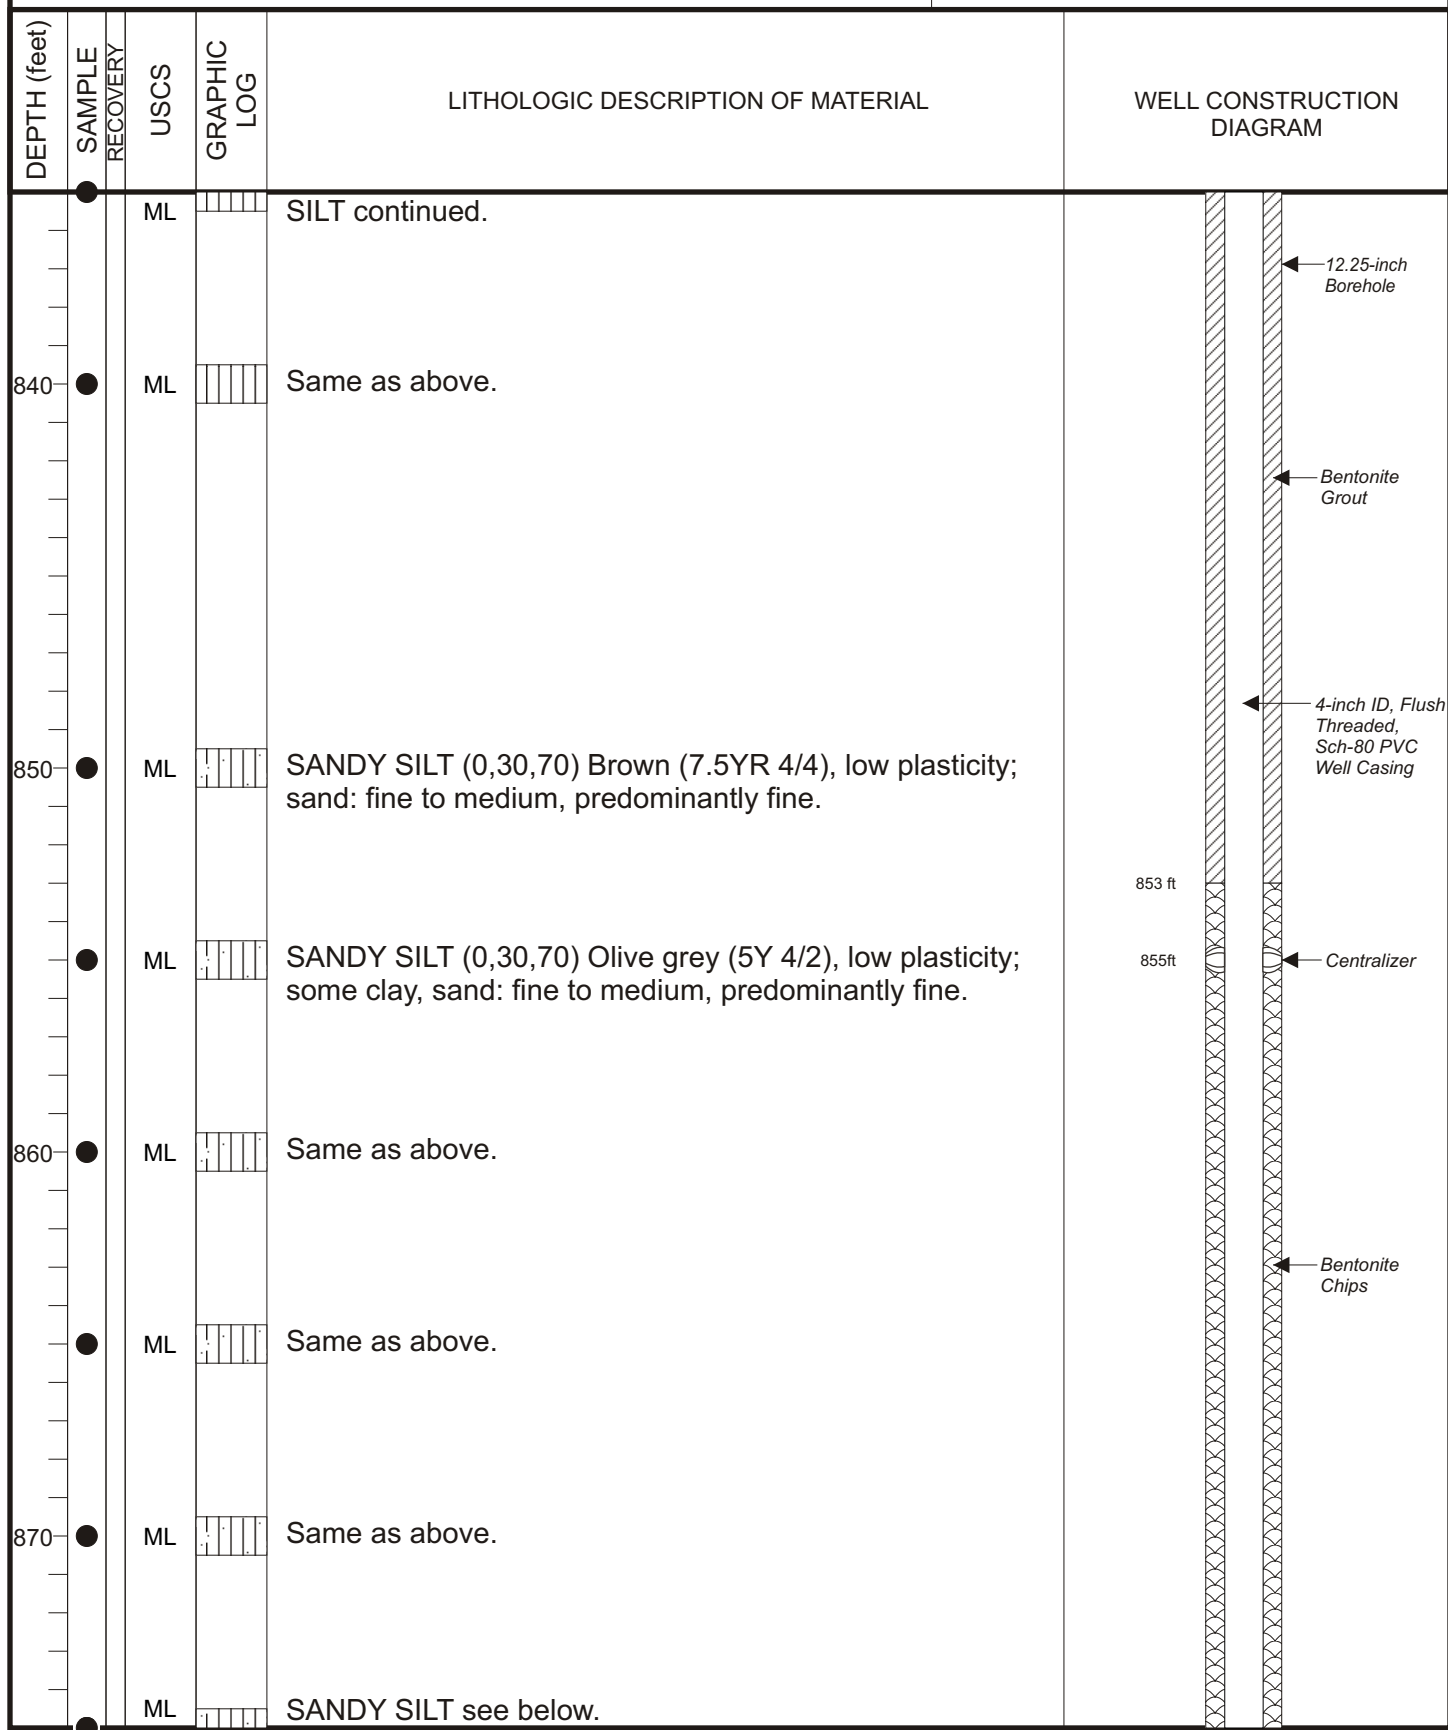 DEPTH (feet)
SAMPLE
RECOVERY
USCS
GRAPHIC
LOG
LITHOLOGIC DESCRIPTION OF MATERIAL
WELL CONSTRUCTION
DIAGRAM
ML
SILT continued.
12.25-inch
Borehole
840
ML
Same as above.
Bentonite
Grout
4-inch ID, Flush
Threaded,
Sch-80 PVC
Well Casing
850
ML
SANDY SILT (0,30,70) Brown (7.5YR 4/4), low plasticity;
sand: fine to medium, predominantly fine.
853 ft
ML
SANDY SILT (0,30,70) Olive grey (5Y 4/2), low plasticity;
some clay, sand: fine to medium, predominantly fine.
855ft
Centralizer
860
ML
Same as above.
Bentonite
Chips
ML
Same as above.
870
ML
Same as above.
ML
SANDY SILT see below.